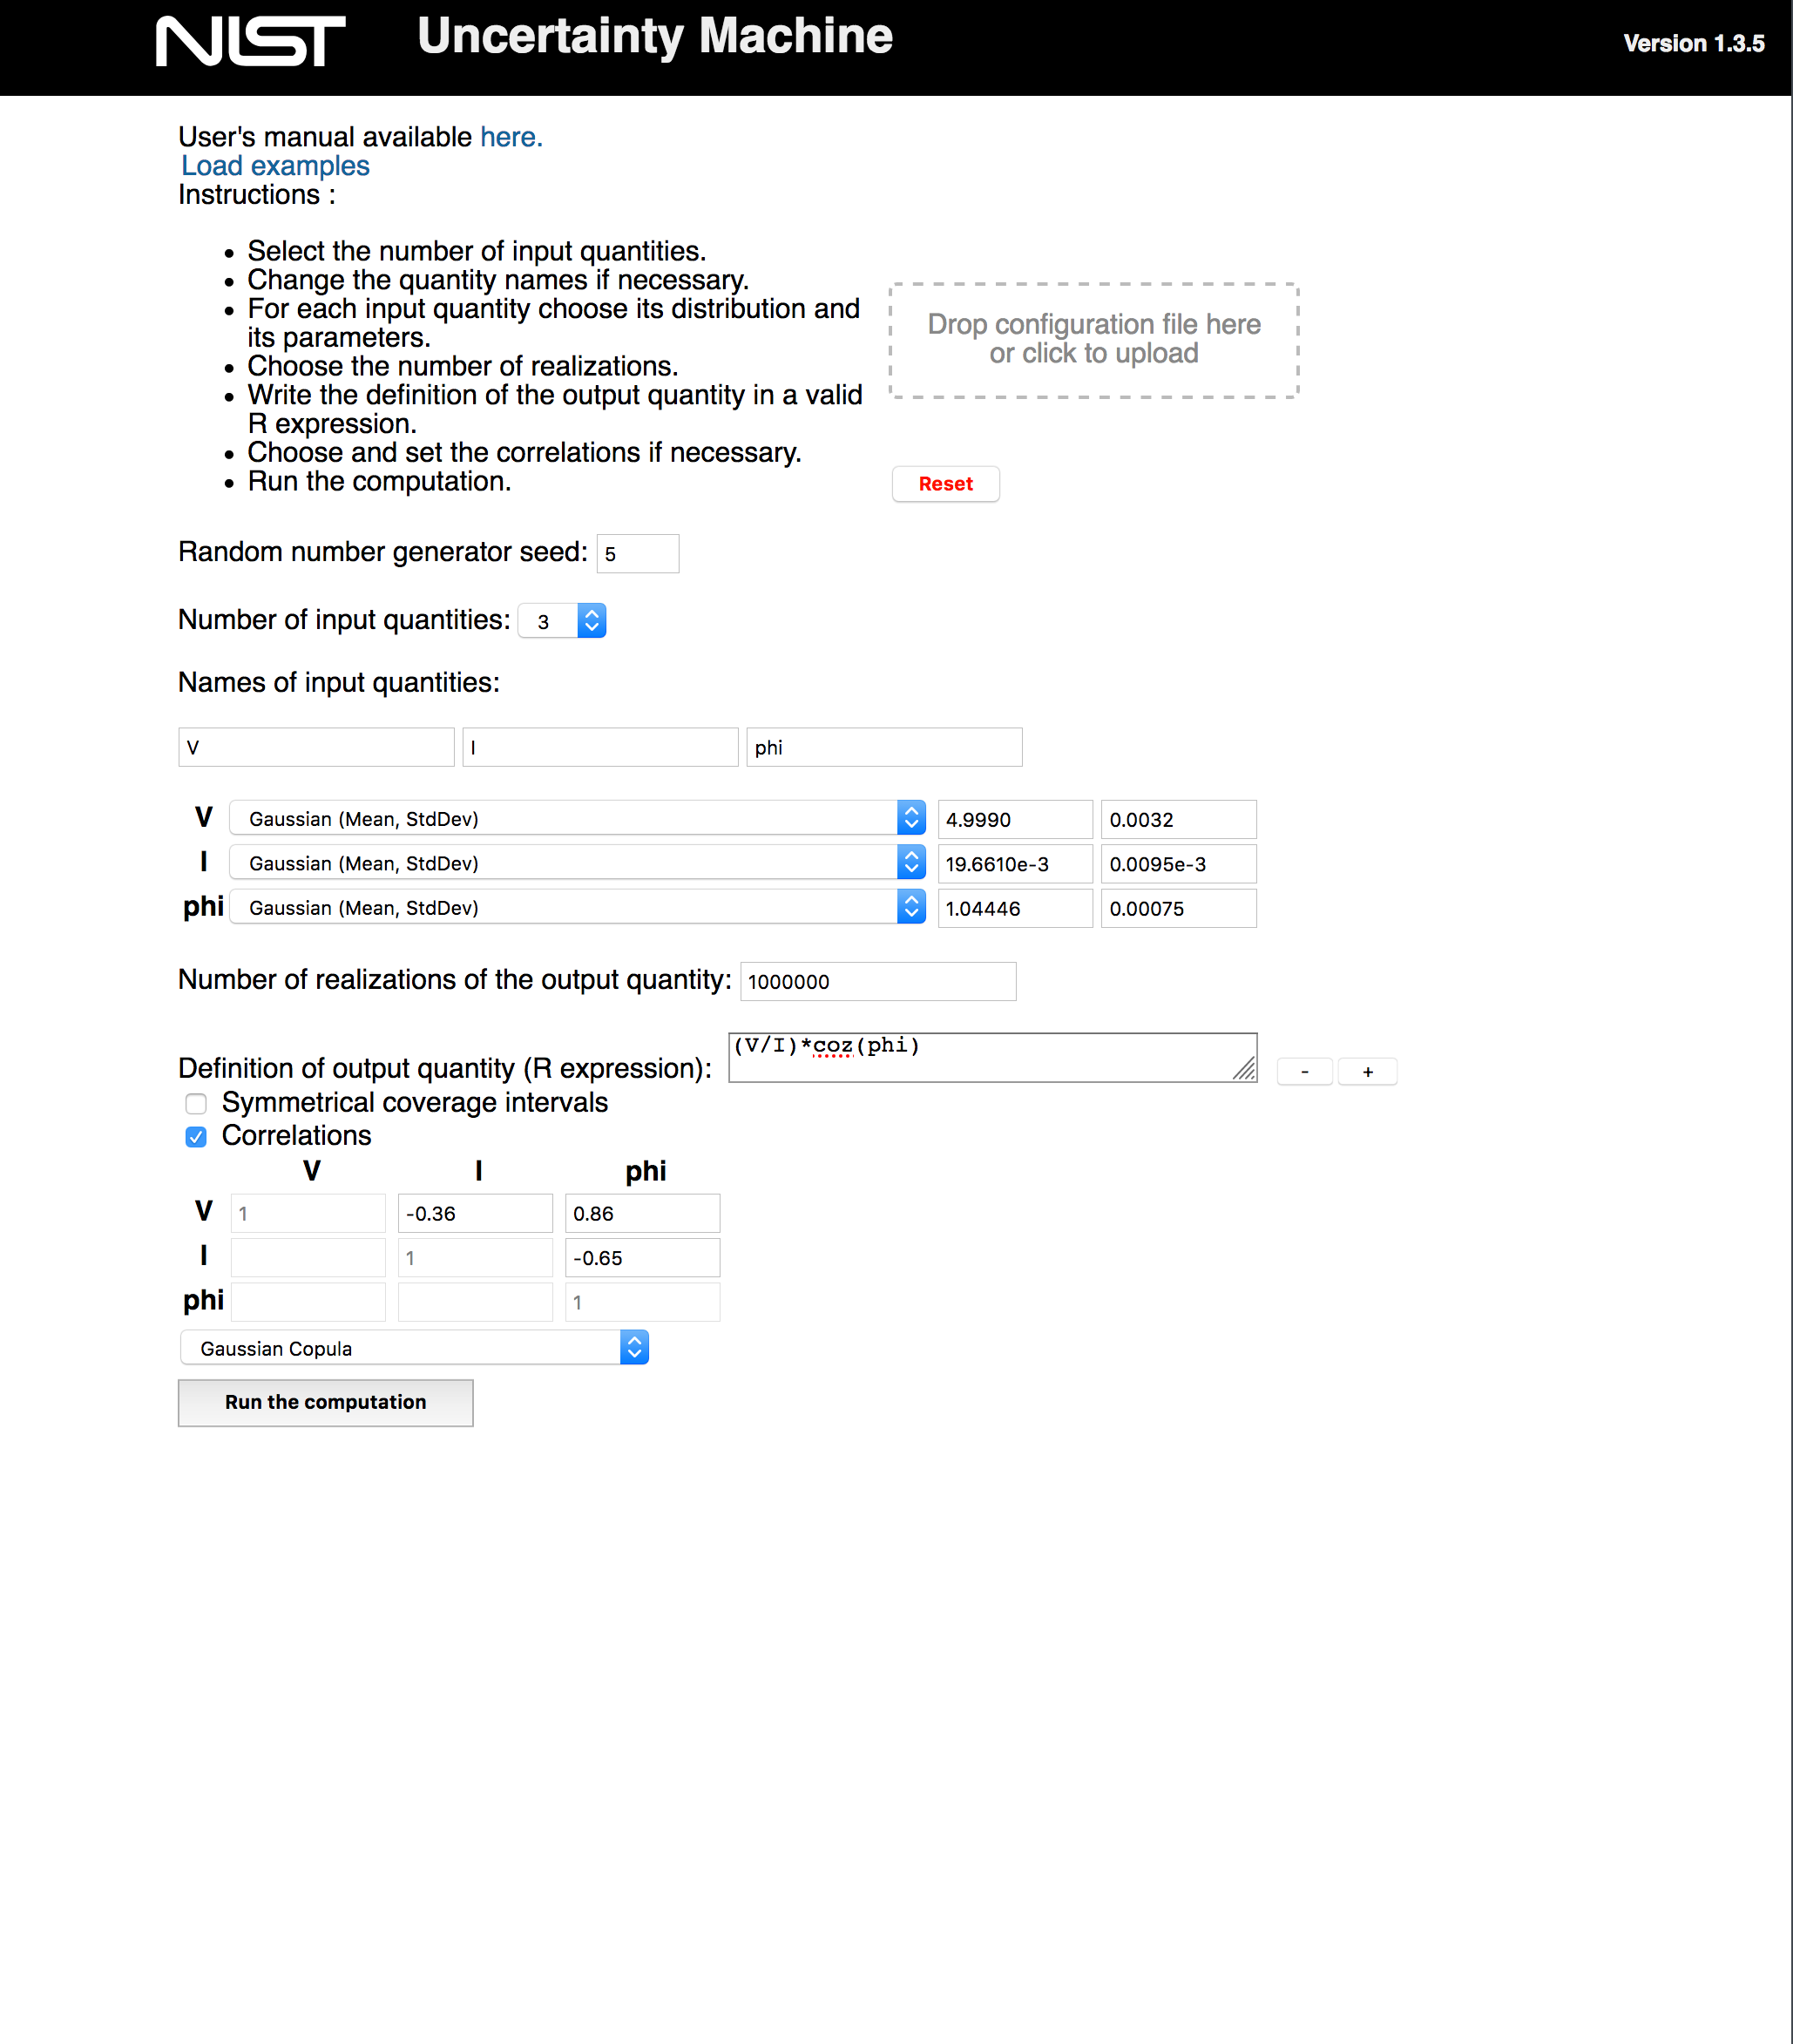 NIST Uncertainty Machine Version 1.3.5
User's manual available here.
Load examples
Instructions :
Select the number of input quantities.
Change the quantity names if necessary.
For each input quantity choose its distribution and
its parameters.
Choose the number of realizations.
Write the definition of the output quantity in a valid
R expression.
Choose and set the correlations if necessary.
Run the computation.
Drop configuration file here
or click to upload
Reset
Random number generator seed: 5
Number of input quantities: 3
Names of input quantities:
V I phi
V Gaussian (Mean, StdDev) 4.9990 0.0032
I Gaussian (Mean, StdDev) 19.6610e-3 0.0095e-3
phi Gaussian (Mean, StdDev) 1.04446 0.00075
Number of realizations of the output quantity: 1000000
Definition of output quantity (R expression): (V/I)*coz(phi) - +
Symmetrical coverage intervals
Correlations
V I phi
V 1 -0.36 0.86
I 1 -0.65
phi 1
Gaussian Copula
Run the computation